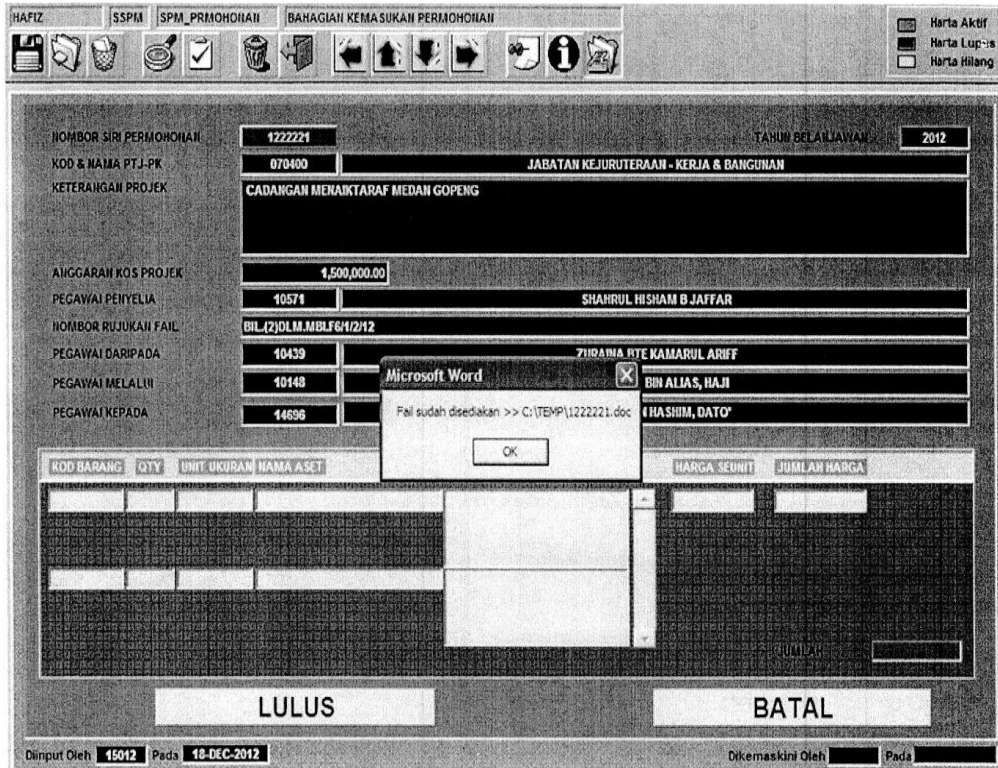 HAFIZ SSPM SPM_PRMOHONAN BAHAGIAN KEMASUKAN PERMOHONAN
Harta Aktif
Harta Lupus
Harta Hilang
NOMBOR SIRI PERMOHONAN 1222221 TAHUN BELANJAWAN 2012
KOD & NAMA PTJ-PK 070400 JABATAN KEJURUTERAAN - KERJA & BANGUNAN
KETERANGAN PROJEK CADANGAN MENAIKTARAF MEDAN GOPENG
ANGGARAN KOS PROJEK 1,500,000.00
PEGAWAI PENYELIA 10571 SHAHRUL HISHAM B JAFFAR
NOMBOR RUJUKAN FAIL BIL.(2)DLM.MBI.F6/1/2/12
PEGAWAI DARIPADA 10439 ZURAINA BTE KAMARUL ARIFF
PEGAWAI MELALUI 10148 BIN ALIAS, HAJI
PEGAWAI KEPADA 14696 HASHIM, DATO'
Microsoft Word
Fail sudah disediakan >> C:\TEMP\1222221.doc
OK
KOD BARANG QTY UNIT UKURAN NAMA ASET HARGA SEUNIT JUMLAH HARGA
JUMLAH
LULUS BATAL
Diinput Oleh 15012 Pada 18-DEC-2012 Dikemaskini Oleh Pada